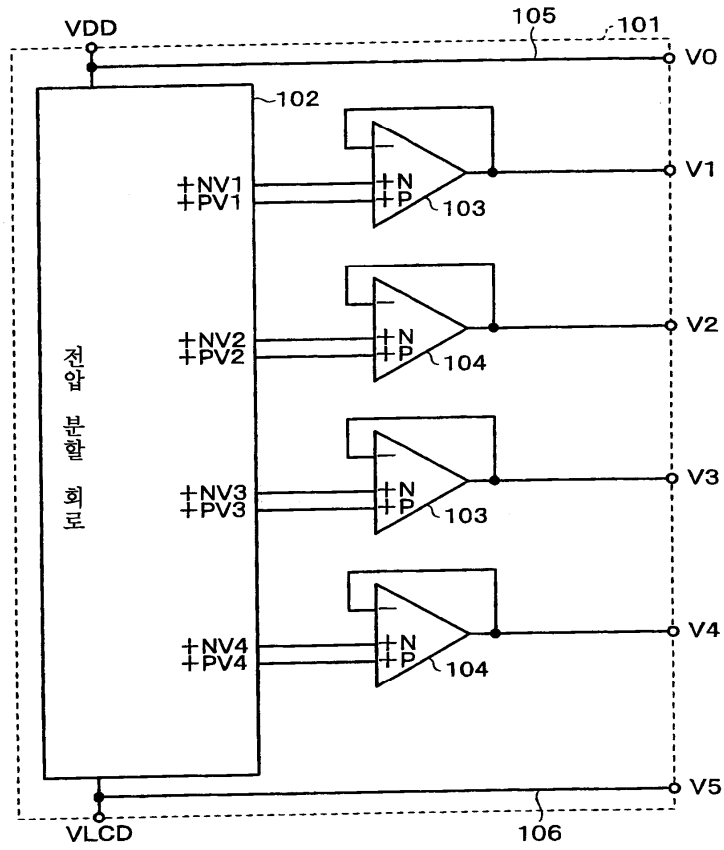 VDD
105
101
V0
102
−
+NV1
+PV1
+N
+P
103
V1
−
+NV2
+PV2
+N
+P
104
V2
전압 분할 회로
−
+NV3
+PV3
+N
+P
103
V3
−
+NV4
+PV4
+N
+P
104
V4
V5
VLCD
106